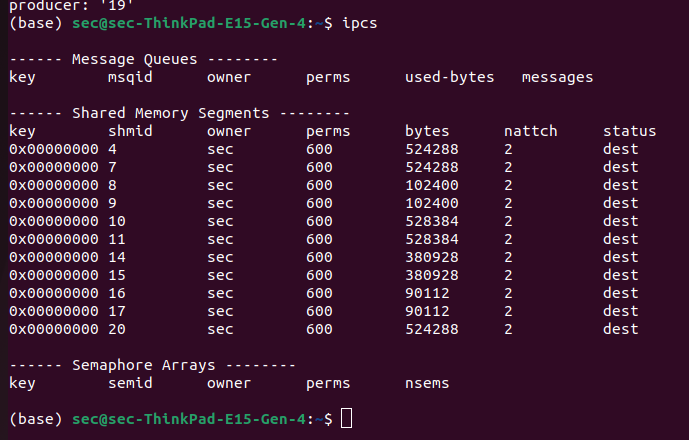 producer: '19'
(base) sec@sec-ThinkPad-E15-Gen-4:~$ ipcs

------ Message Queues --------
key        msqid      owner      perms      used-bytes   messages

------ Shared Memory Segments --------
key        shmid      owner      perms      bytes      nattch     status
0x00000000 4          sec        600        524288     2          dest
0x00000000 7          sec        600        524288     2          dest
0x00000000 8          sec        600        102400     2          dest
0x00000000 9          sec        600        102400     2          dest
0x00000000 10         sec        600        528384     2          dest
0x00000000 11         sec        600        528384     2          dest
0x00000000 14         sec        600        380928     2          dest
0x00000000 15         sec        600        380928     2          dest
0x00000000 16         sec        600        90112      2          dest
0x00000000 17         sec        600        90112      2          dest
0x00000000 20         sec        600        524288     2          dest

------ Semaphore Arrays --------
key        semid      owner      perms      nsems

(base) sec@sec-ThinkPad-E15-Gen-4:~$